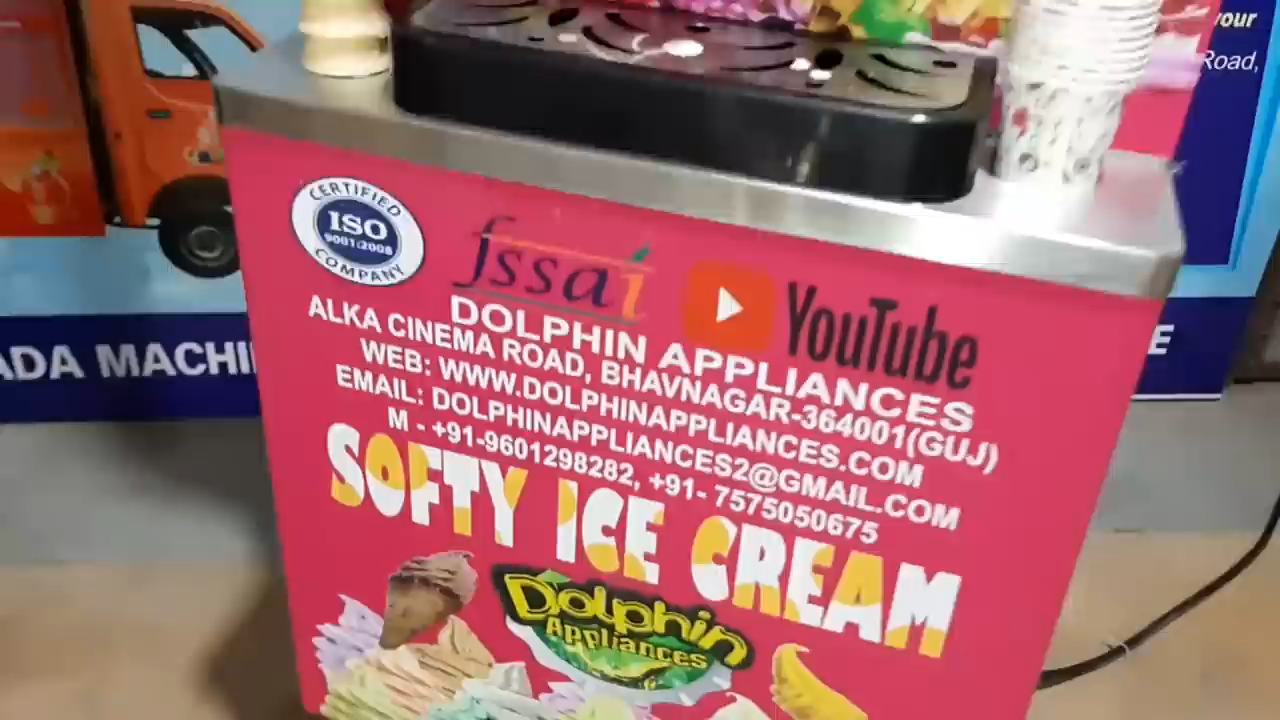 your
Road,
CERTIFIED
ISO
9001:2008
COMPANY
fssai
YouTube
DOLPHIN APPLIANCES
ALKA CINEMA ROAD, BHAVNAGAR-364001(GUJ)
WEB: WWW.DOLPHINAPPLIANCES.COM
EMAIL: DOLPHINAPPLIANCES2@GMAIL.COM
M - +91-9601298282, +91- 7575050675
SOFTY ICE CREAM
Dolphin
Appliances
ADA MACHI
E